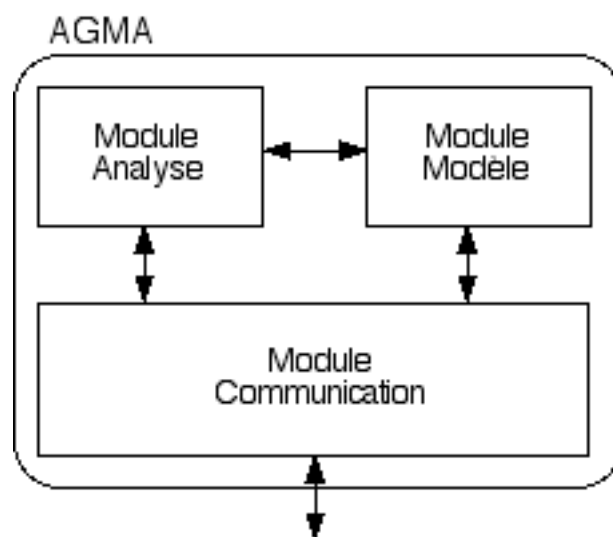 AGMA
Module
Analyse
Module
Modèle
Module
Communication